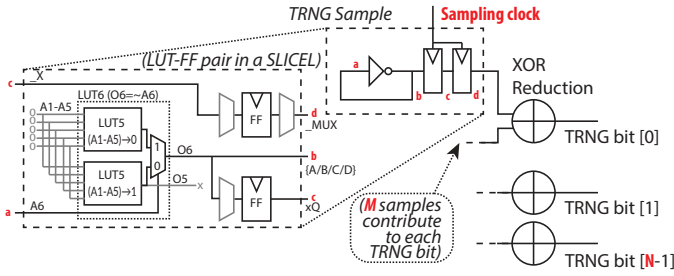 TRNG Sample
Sampling clock
(LUT-FF pair in a SLICEL)
a
b
c
d
XOR
Reduction
TRNG bit [0]
c
_X
LUT6 (O6=~A6)
A1-A5
0
0
0
0
0
LUT5
(A1-A5)→0
1
0
O6
LUT5
(A1-A5)→1
O5
x
a
A6
FF
d
_MUX
b
{A/B/C/D}
FF
c
xQ
(M samples
contribute
to each
TRNG bit)
TRNG bit [1]
TRNG bit [N-1]